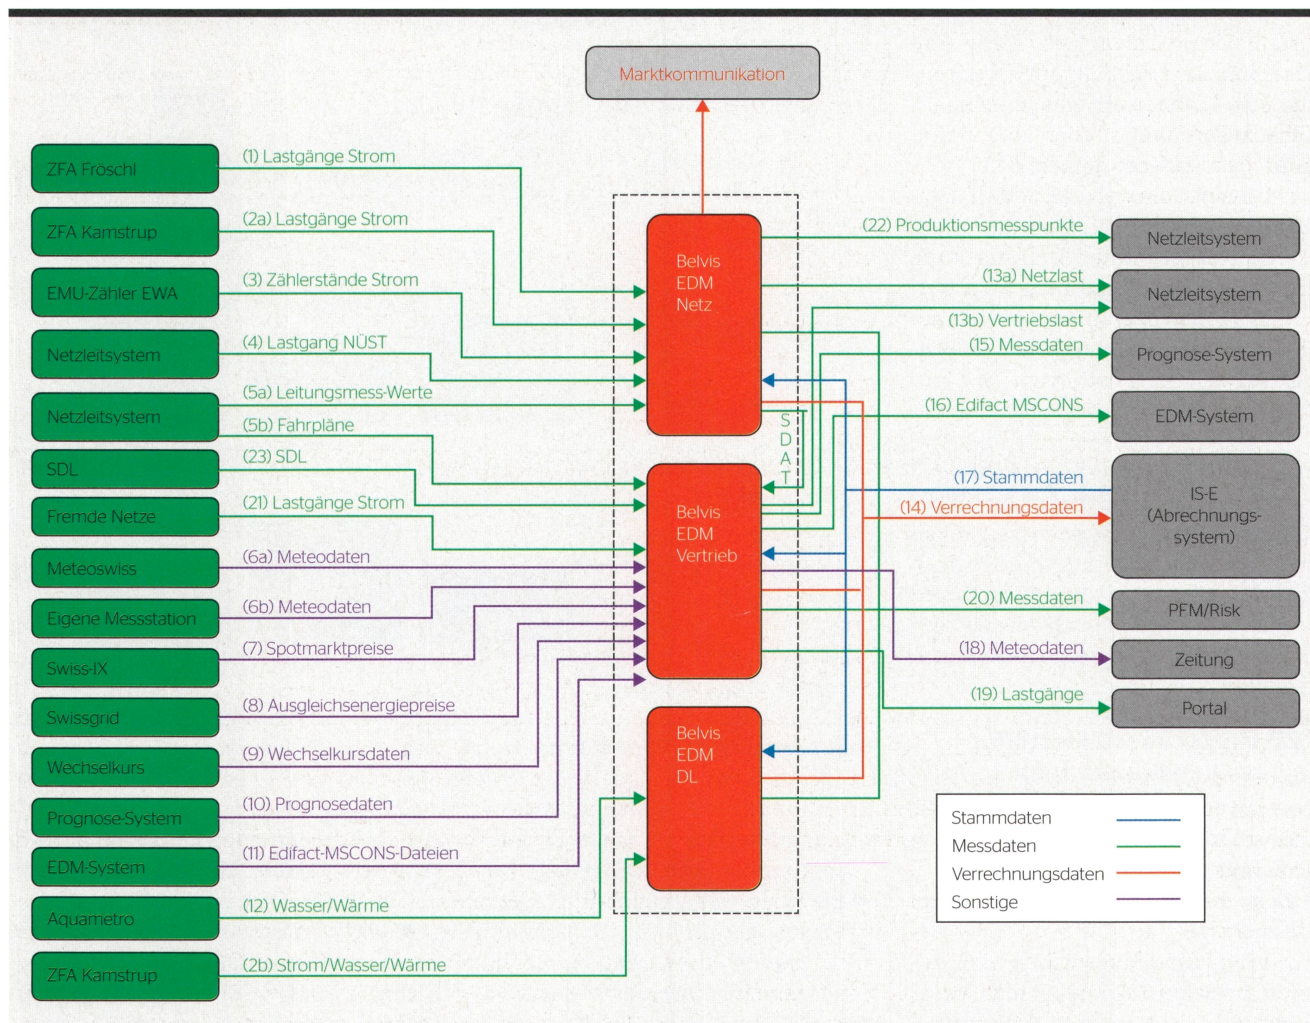 Marktkommunikation
ZFA Fröschl
(1) Lastgänge Strom
ZFA Kamstrup
(2a) Lastgänge Strom
EMU-Zähler EWA
(3) Zählerstände Strom
Netzleitsystem
(4) Lastgang NÜST
Netzleitsystem
(5a) Leitungsmess-Werte
(5b) Fahrpläne
SDL
(23) SDL
Fremde Netze
(21) Lastgänge Strom
Meteoswiss
(6a) Meteodaten
Eigene Messstation
(6b) Meteodaten
Swiss-IX
(7) Spotmarktpreise
Swissgrid
(8) Ausgleichsenergiepreise
Wechselkurs
(9) Wechselkursdaten
Prognose-System
(10) Prognosedaten
EDM-System
(11) Edifact-MSCONS-Dateien
Aquametro
(12) Wasser/Wärme
ZFA Kamstrup
(2b) Strom/Wasser/Wärme
Belvis
EDM
Netz
SDAT
Belvis
EDM
Vertrieb
Belvis
EDM
DL
(22) Produktionsmesspunkte
Netzleitsystem
(13a) Netzlast
Netzleitsystem
(13b) Vertriebslast
(15) Messdaten
Prognose-System
(16) Edifact MSCONS
EDM-System
(17) Stammdaten
(14) Verrechnungsdaten
IS-E
(Abrechnungs-
system)
(20) Messdaten
PFM/Risk
(18) Meteodaten
Zeitung
(19) Lastgänge
Portal
Stammdaten
Messdaten
Verrechnungsdaten
Sonstige